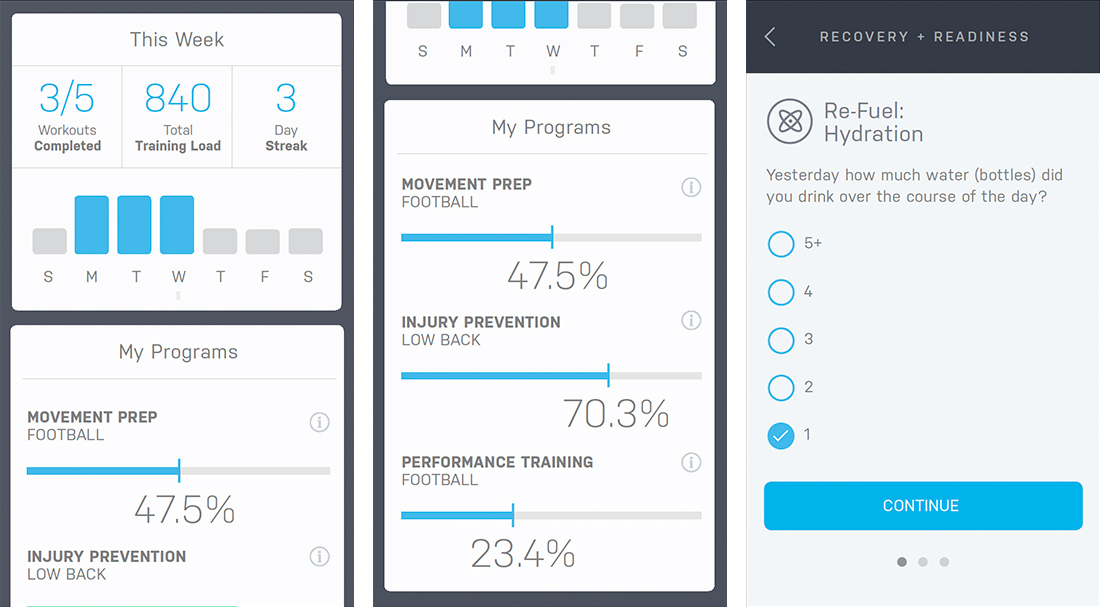 This Week
3/5
840
3
Workouts
Completed
Total
Training Load
Day
Streak
S M T W T F S
My Programs
MOVEMENT PREP
FOOTBALL
47.5%
INJURY PREVENTION
LOW BACK
S M T W T F S
My Programs
MOVEMENT PREP
FOOTBALL
47.5%
INJURY PREVENTION
LOW BACK
70.3%
PERFORMANCE TRAINING
FOOTBALL
23.4%
RECOVERY + READINESS
Re-Fuel:
Hydration
Yesterday how much water (bottles) did
you drink over the course of the day?
5+
4
3
2
1
CONTINUE